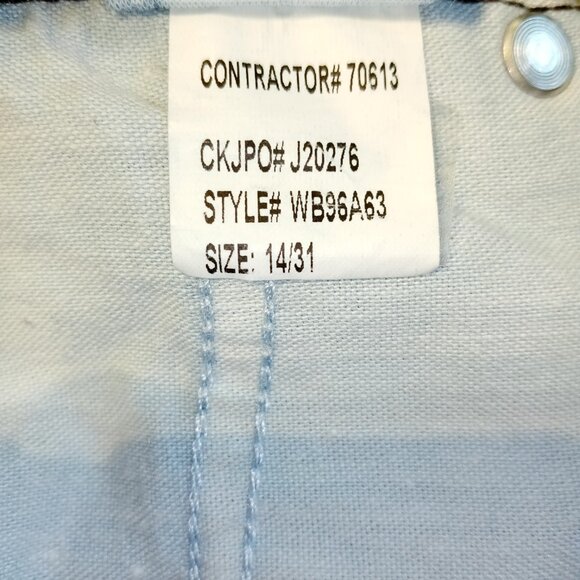 CONTRACTOR# 70613
CKJPO# J20276
STYLE# WB96A63
SIZE: 14/31